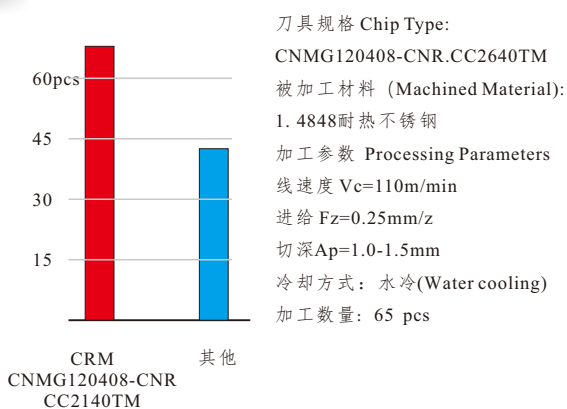 60pcs
45
30
15
CRM
CNMG120408-CNR
CC2140TM
其他
刀具规格 Chip Type:
CNMG120408-CNR.CC2640TM
被加工材料 (Machined Material):
1. 4848耐热不锈钢
加工参数 Processing Parameters
线速度 Vc=110m/min
进给 Fz=0.25mm/z
切深Ap=1.0-1.5mm
冷却方式：水冷(Water cooling)
加工数量: 65 pcs